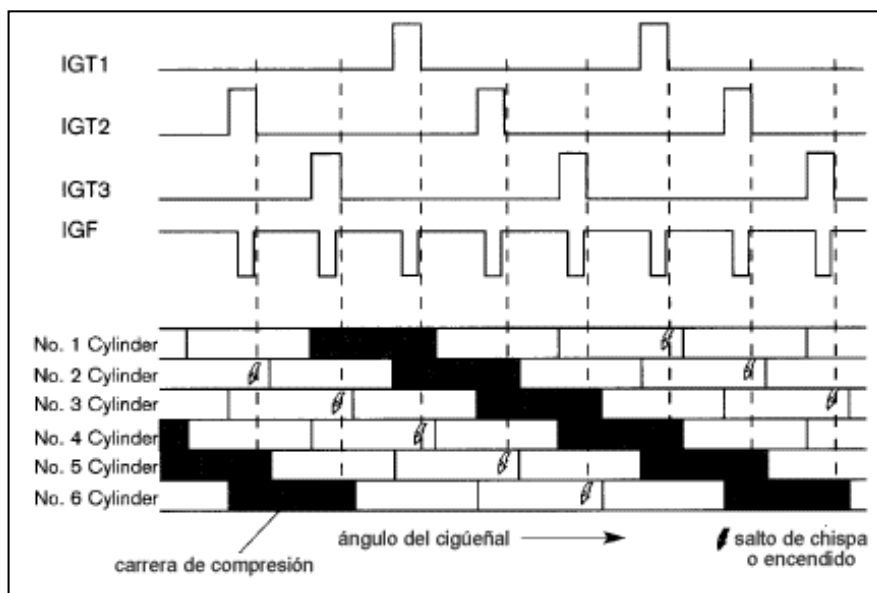 IGT1
IGT2
IGT3
IGF
No. 1 Cylinder
No. 2 Cylinder
No. 3 Cylinder
No. 4 Cylinder
No. 5 Cylinder
No. 6 Cylinder
carrera de compresión
ángulo del cigüeñal
salto de chispa
o encendido